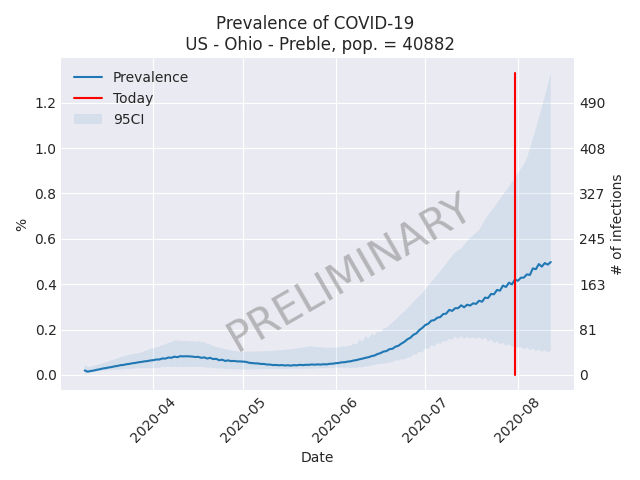 Prevalence of COVID-19
US - Ohio - Preble, pop. = 40882
Prevalence
Today
95CI
1.2
1.0
0.8
0.6
0.4
0.2
0.0
%
490
408
327
245
163
81
0
# of infections
PRELIMINARY
2020-04
2020-05
2020-06
2020-07
2020-08
Date